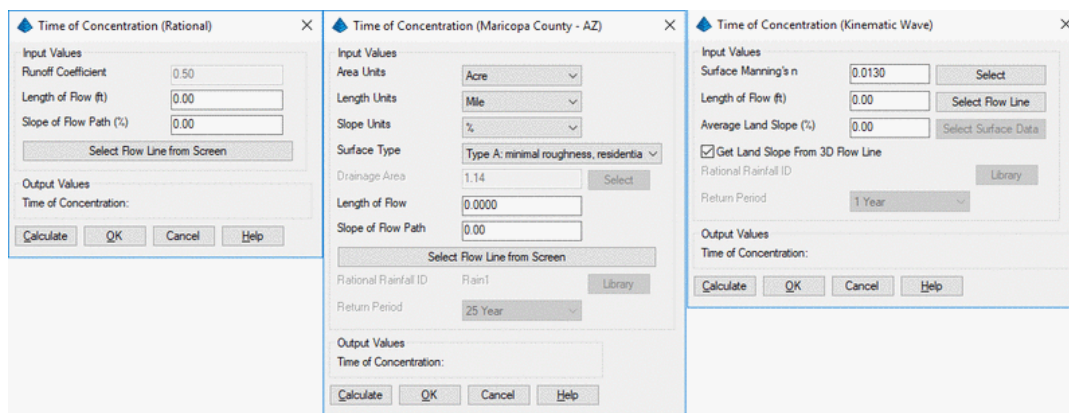 Time of Concentration (Rational)
Input Values
Runoff Coefficient 0.50
Length of Flow (ft) 0.00
Slope of Flow Path (%) 0.00
Select Flow Line from Screen
Output Values
Time of Concentration:
Calculate OK Cancel Help
Time of Concentration (Maricopa County - AZ)
Input Values
Area Units Acre
Length Units Mile
Slope Units %
Surface Type Type A: minimal roughness, residentia
Drainage Area 1.14 Select
Length of Flow 0.0000
Slope of Flow Path 0.00
Select Flow Line from Screen
Rational Rainfall ID Rain1 Library
Return Period 25 Year
Output Values
Time of Concentration:
Calculate OK Cancel Help
Time of Concentration (Kinematic Wave)
Input Values
Surface Manning's n 0.0130 Select
Length of Flow (ft) 0.00 Select Flow Line
Average Land Slope (%) 0.00 Select Surface Data
Get Land Slope From 3D Flow Line
Rational Rainfall ID Library
Return Period 1 Year
Output Values
Time of Concentration:
Calculate OK Cancel Help